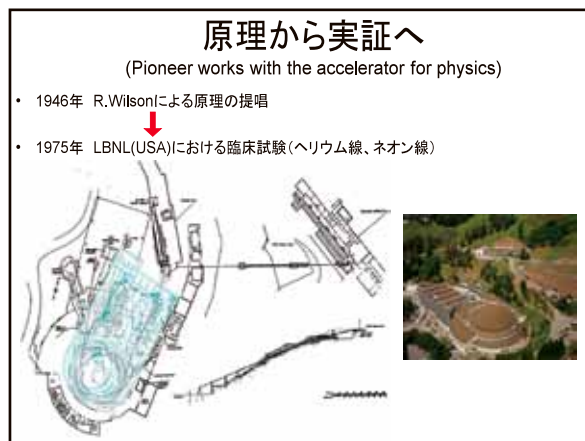 原理から実証へ
(Pioneer works with the accelerator for physics)
• 1946年 R.Wilsonによる原理の提唱
• 1975年 LBNL(USA)における臨床試験(ヘリウム線、ネオン線)